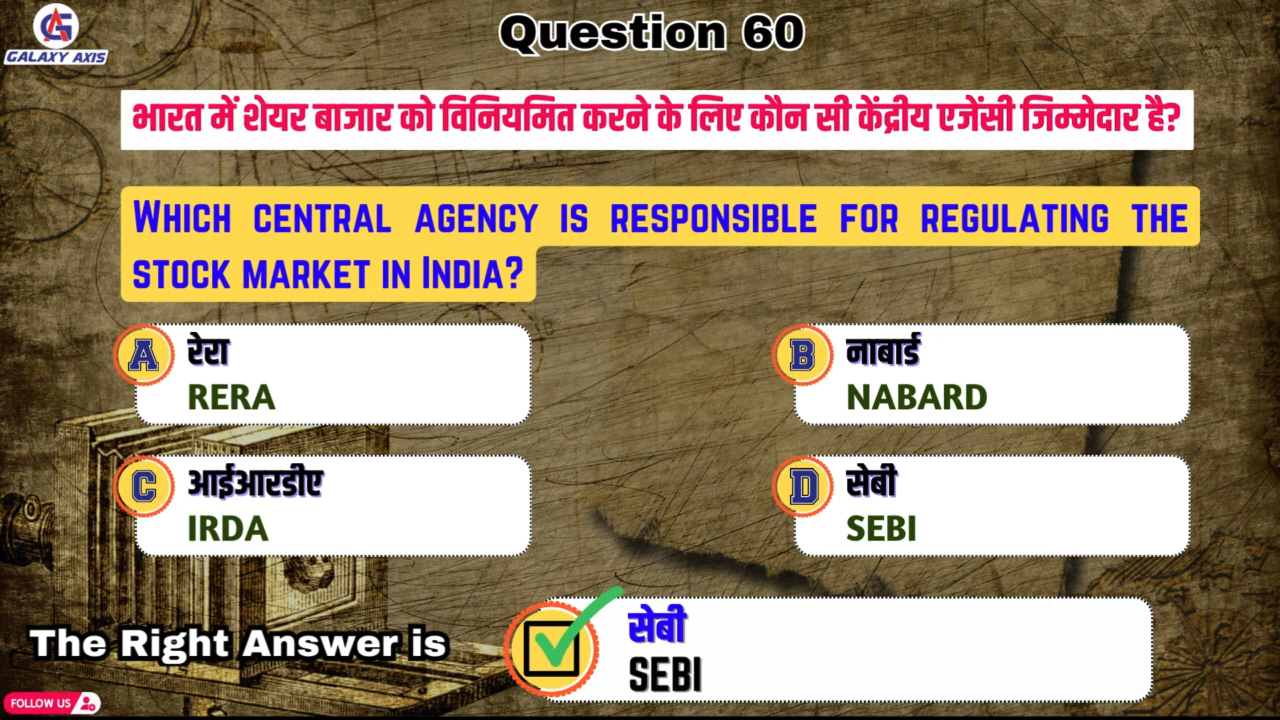 GALAXY AXIS
Question 60
भारत में शेयर बाजार को विनियमित करने के लिए कौन सी केंद्रीय एजेंसी जिम्मेदार है?
Which central agency is responsible for regulating the
stock market in India?
A
रेरा
RERA
B
नाबार्ड
NABARD
C
आईआरडीए
IRDA
D
सेबी
SEBI
The Right Answer is
सेबी
SEBI
FOLLOW US